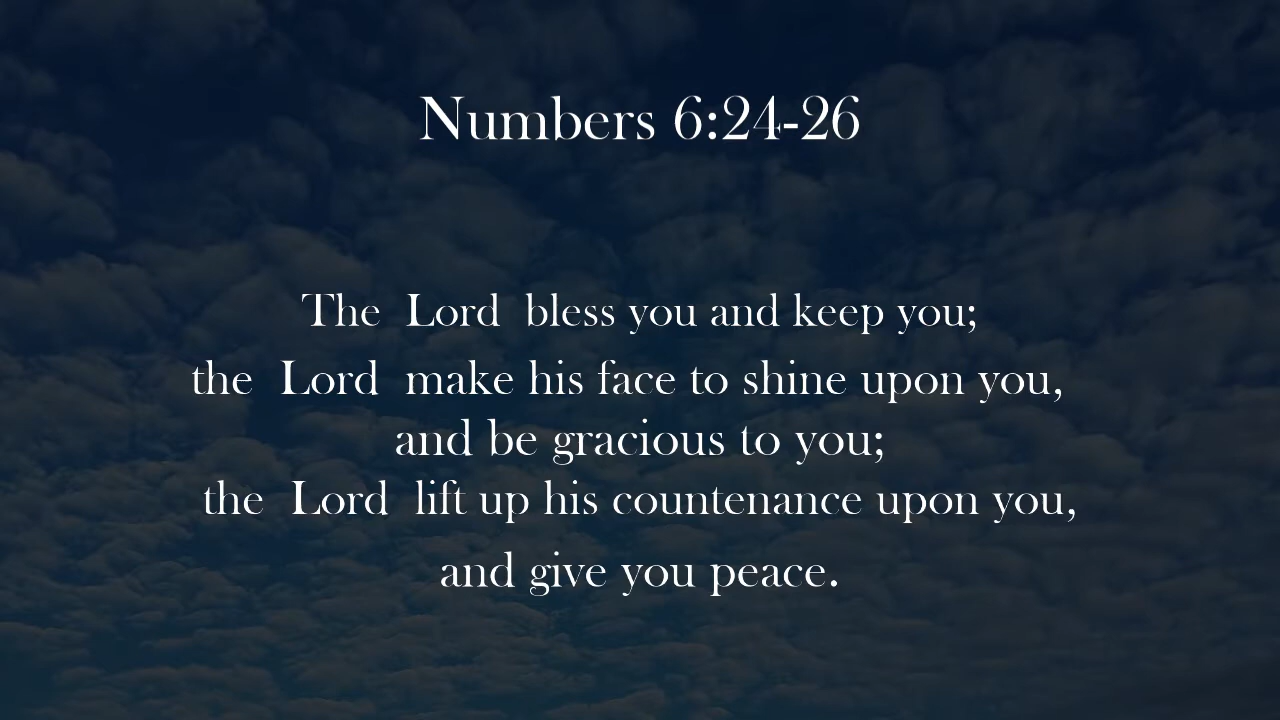 Numbers 6:24-26
The Lord bless you and keep you;
the Lord make his face to shine upon you,
and be gracious to you;
the Lord lift up his countenance upon you,
and give you peace.